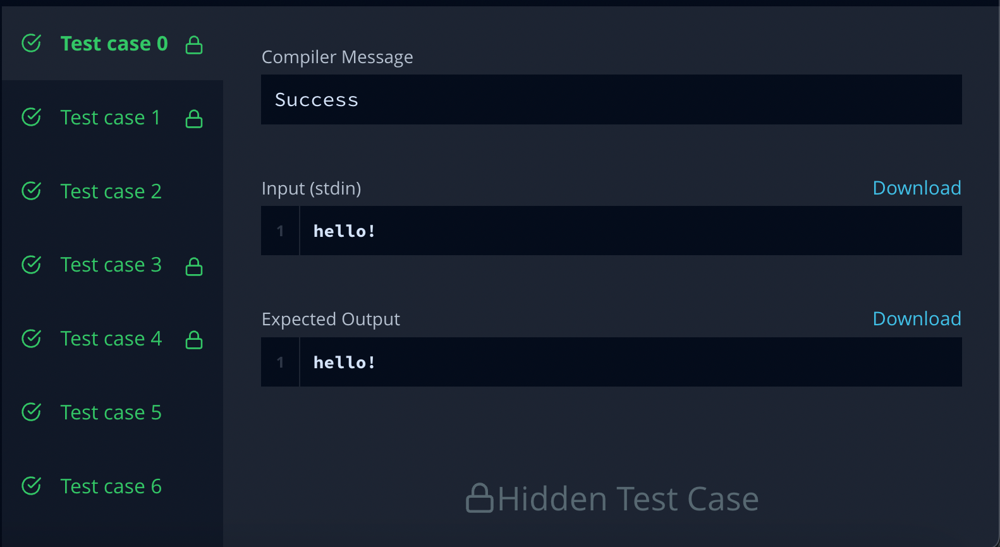 Test case 0
Test case 1
Test case 2
Test case 3
Test case 4
Test case 5
Test case 6
Compiler Message
Success
Input (stdin)
Download
1 hello!
Expected Output
Download
1 hello!
Hidden Test Case